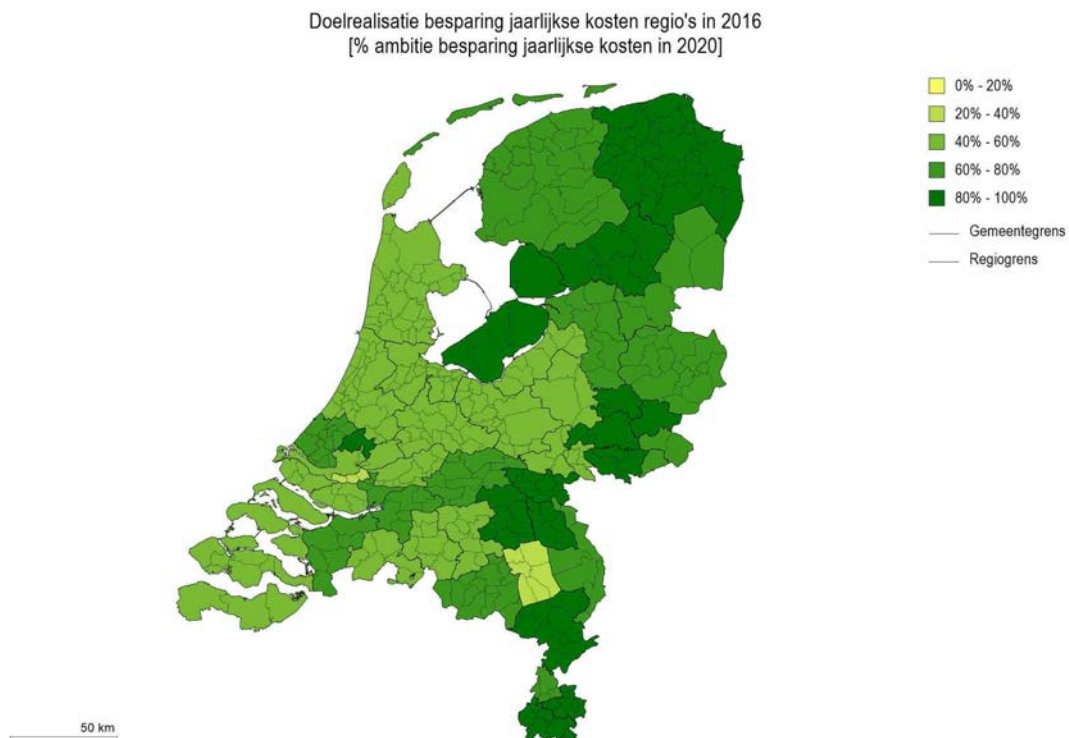 Doelrealisatie besparing jaarlijkse kosten regio's in 2016
[% ambitie besparing jaarlijkse kosten in 2020]
0% - 20%
20% - 40%
40% - 60%
60% - 80%
80% - 100%
Gemeentegrens
Regiogrens
50 km